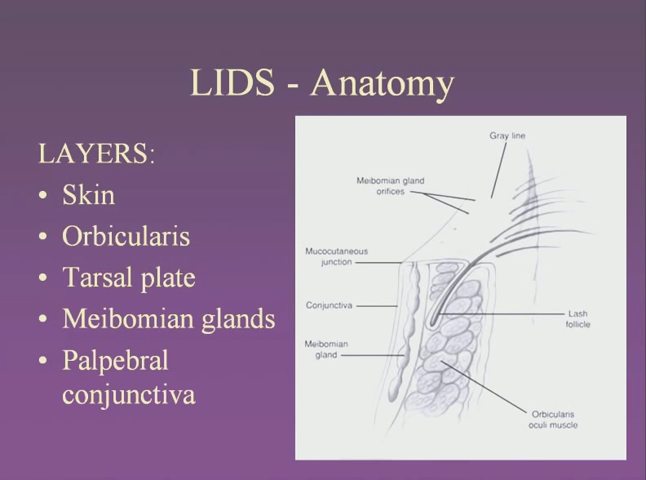 LIDS - Anatomy
LAYERS:
• Skin
• Orbicularis
• Tarsal plate
• Meibomian glands
• Palpebral
conjunctiva
Gray line
Meibomian gland
orifices
Mucocutaneous
junction
Conjunctiva
Meibomian
gland
Lash
follicle
Orbicularis
oculi muscle